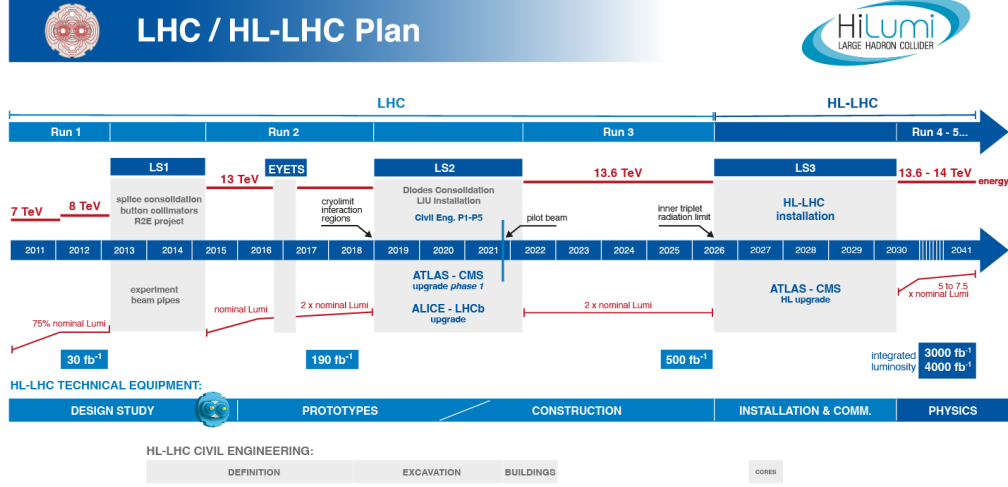 LHC / HL-LHC Plan
HiLumi
LARGE HADRON COLLIDER
LHC
HL-LHC
Run 1
Run 2
Run 3
Run 4 - 5...
LS1
EYETS
LS2
LS3
13 TeV
13.6 TeV
13.6 - 14 TeV
energy
7 TeV
8 TeV
splice consolidation
button collimators
R2E project
cryolimit
interaction
regions
Diodes Consolidation
LIU Installation
Civil Eng. P1-P5
pilot beam
inner triplet
radiation limit
HL-LHC
installation
2011
2012
2013
2014
2015
2016
2017
2018
2019
2020
2021
2022
2023
2024
2025
2026
2027
2028
2029
2030
2041
experiment
beam pipes
ATLAS - CMS
upgrade phase 1
ALICE - LHCb
upgrade
ATLAS - CMS
HL upgrade
75% nominal Lumi
nominal Lumi
2 x nominal Lumi
2 x nominal Lumi
5 to 7.5
x nominal Lumi
30 fb⁻¹
190 fb⁻¹
500 fb⁻¹
integrated
luminosity
3000 fb⁻¹
4000 fb⁻¹
HL-LHC TECHNICAL EQUIPMENT:
DESIGN STUDY
PROTOTYPES
CONSTRUCTION
INSTALLATION & COMM.
PHYSICS
HL-LHC CIVIL ENGINEERING:
DEFINITION
EXCAVATION
BUILDINGS
CORES